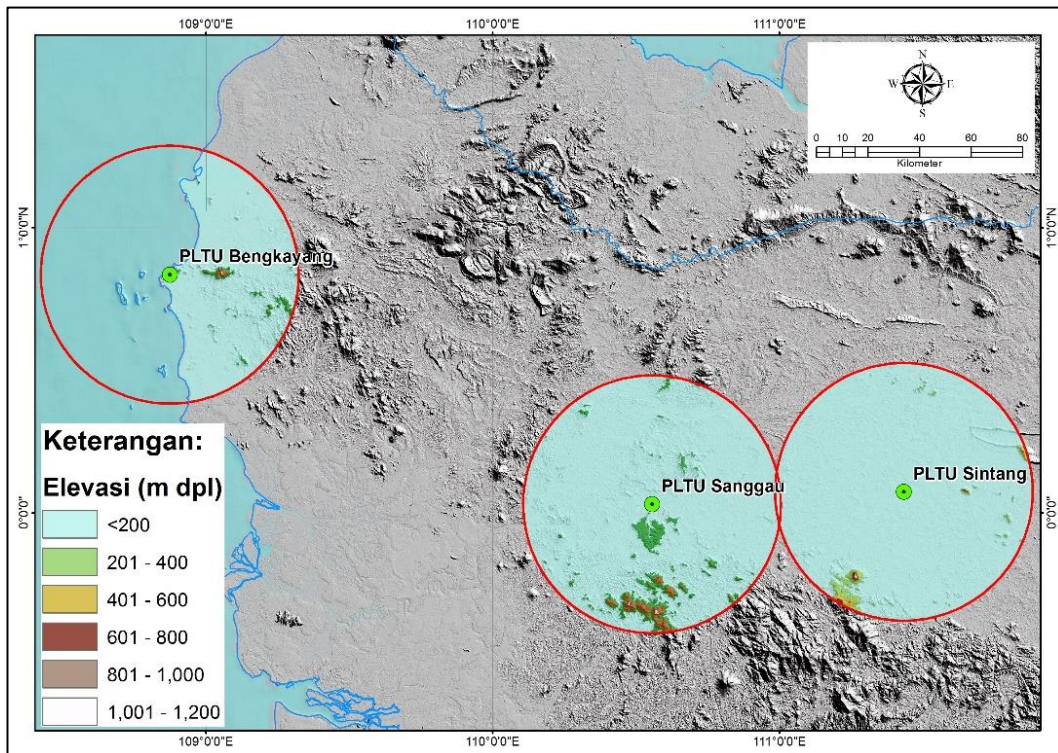 109°0'0"E 110°0'0"E 111°0'0"E
N
W E
S
0 10 20 40 60 80
Kilometer
1°0'0"N 1°0'0"N
PLTU Bengkayang
PLTU Sanggau
PLTU Sintang
0°0'0" 0°0'0"
Keterangan:
Elevasi (m dpl)
<200
201 - 400
401 - 600
601 - 800
801 - 1,000
1,001 - 1,200
109°0'0"E 110°0'0"E 111°0'0"E